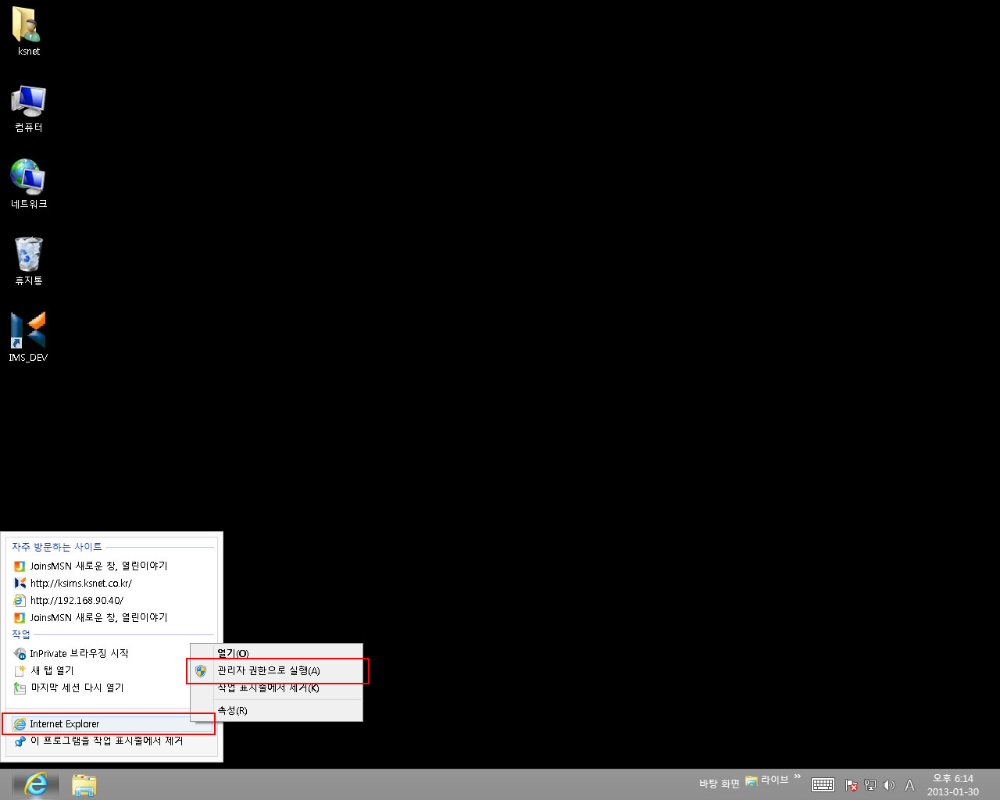 ksnet
컴퓨터
네트워크
휴지통
IMS_DEV
자주 방문하는 사이트
JoinsMSN 새로운 창, 열린이야기
http://ksims.ksnet.co.kr/
http://192.168.90.40/
JoinsMSN 새로운 창, 열린이야기
작업
InPrivate 브라우징 시작
새 탭 열기
마지막 세션 다시 열기
Internet Explorer
이 프로그램을 작업 표시줄에서 제거
열기(O)
관리자 권한으로 실행(A)
작업 표시줄에서 제거(K)
속성(R)
바탕 화면
라이브
A
오후 6:14
2013-01-30